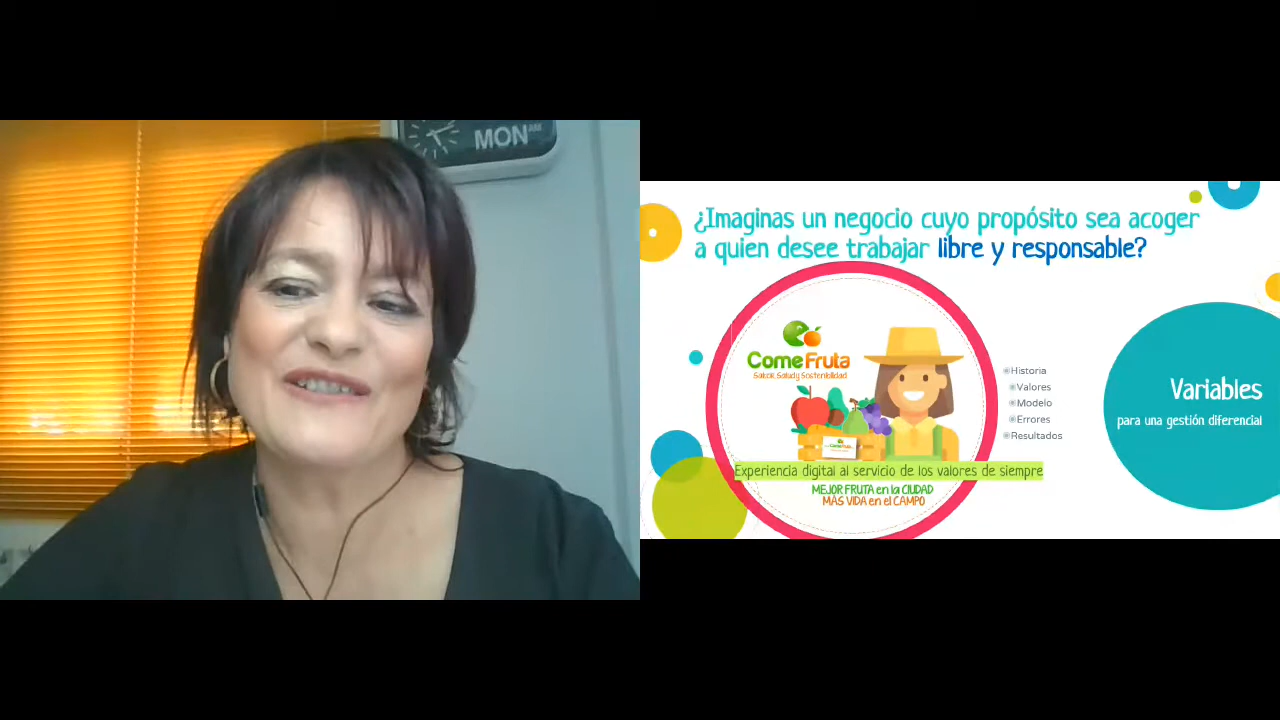 MON
¿Imaginas un negocio cuyo propósito sea acoger
a quien desee trabajar libre y responsable?
ComeFruta
Sabor, Salud y Sostenibilidad
Historia
Valores
Modelo
Errores
Resultados
Variables
para una gestión diferencial
ComeFruta
Experiencia digital al servicio de los valores de siempre
MEJOR FRUTA en la CIUDAD
MÁS VIDA en el CAMPO